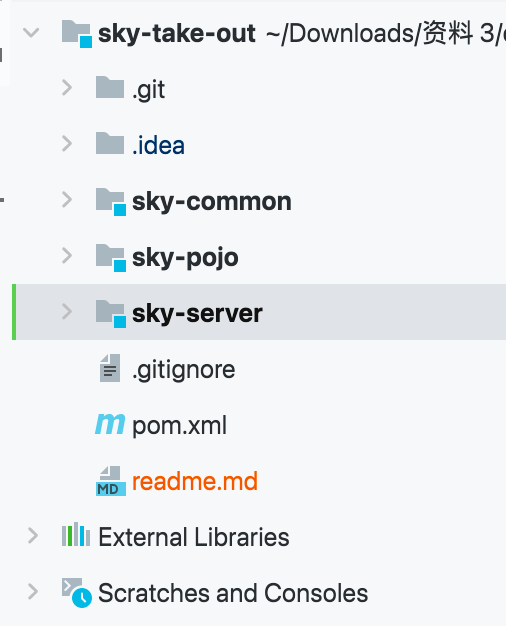 sky-take-out ~/Downloads/资料 3/
.git
.idea
sky-common
sky-pojo
sky-server
.gitignore
m pom.xml
MD readme.md
External Libraries
Scratches and Consoles